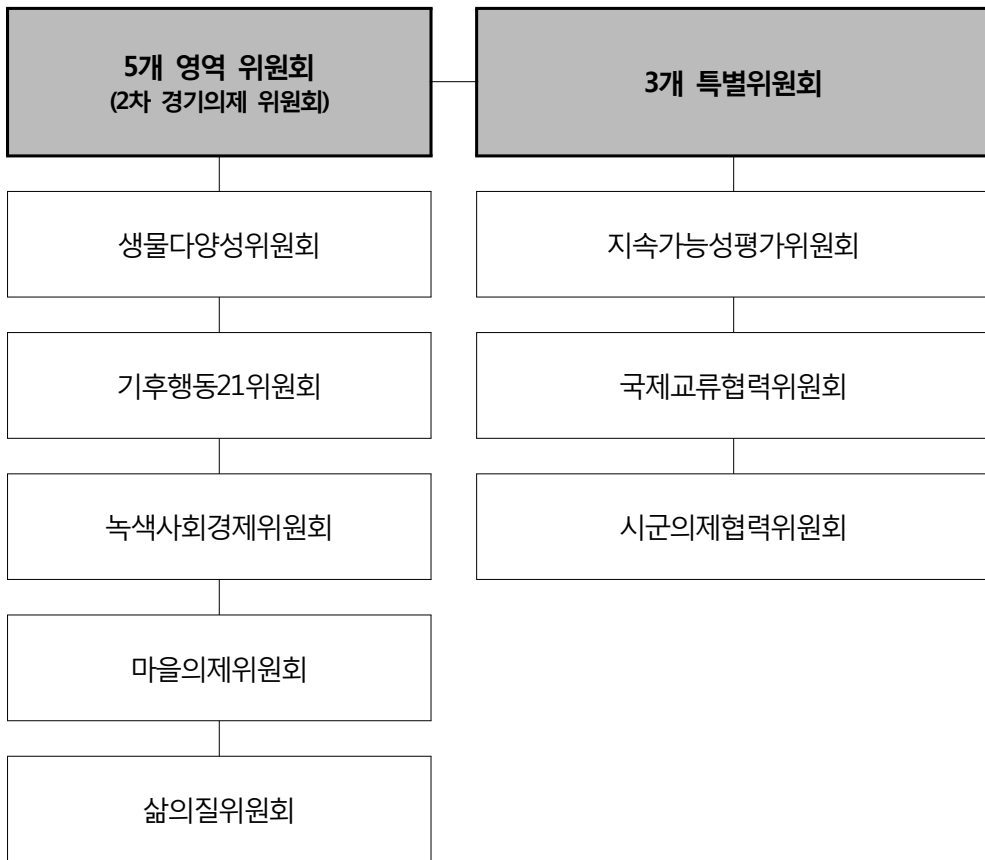 5개 영역 위원회
(2차 경기의제 위원회)
생물다양성위원회
기후행동21위원회
녹색사회경제위원회
마을의제위원회
삶의질위원회
3개 특별위원회
지속가능성평가위원회
국제교류협력위원회
시군의제협력위원회